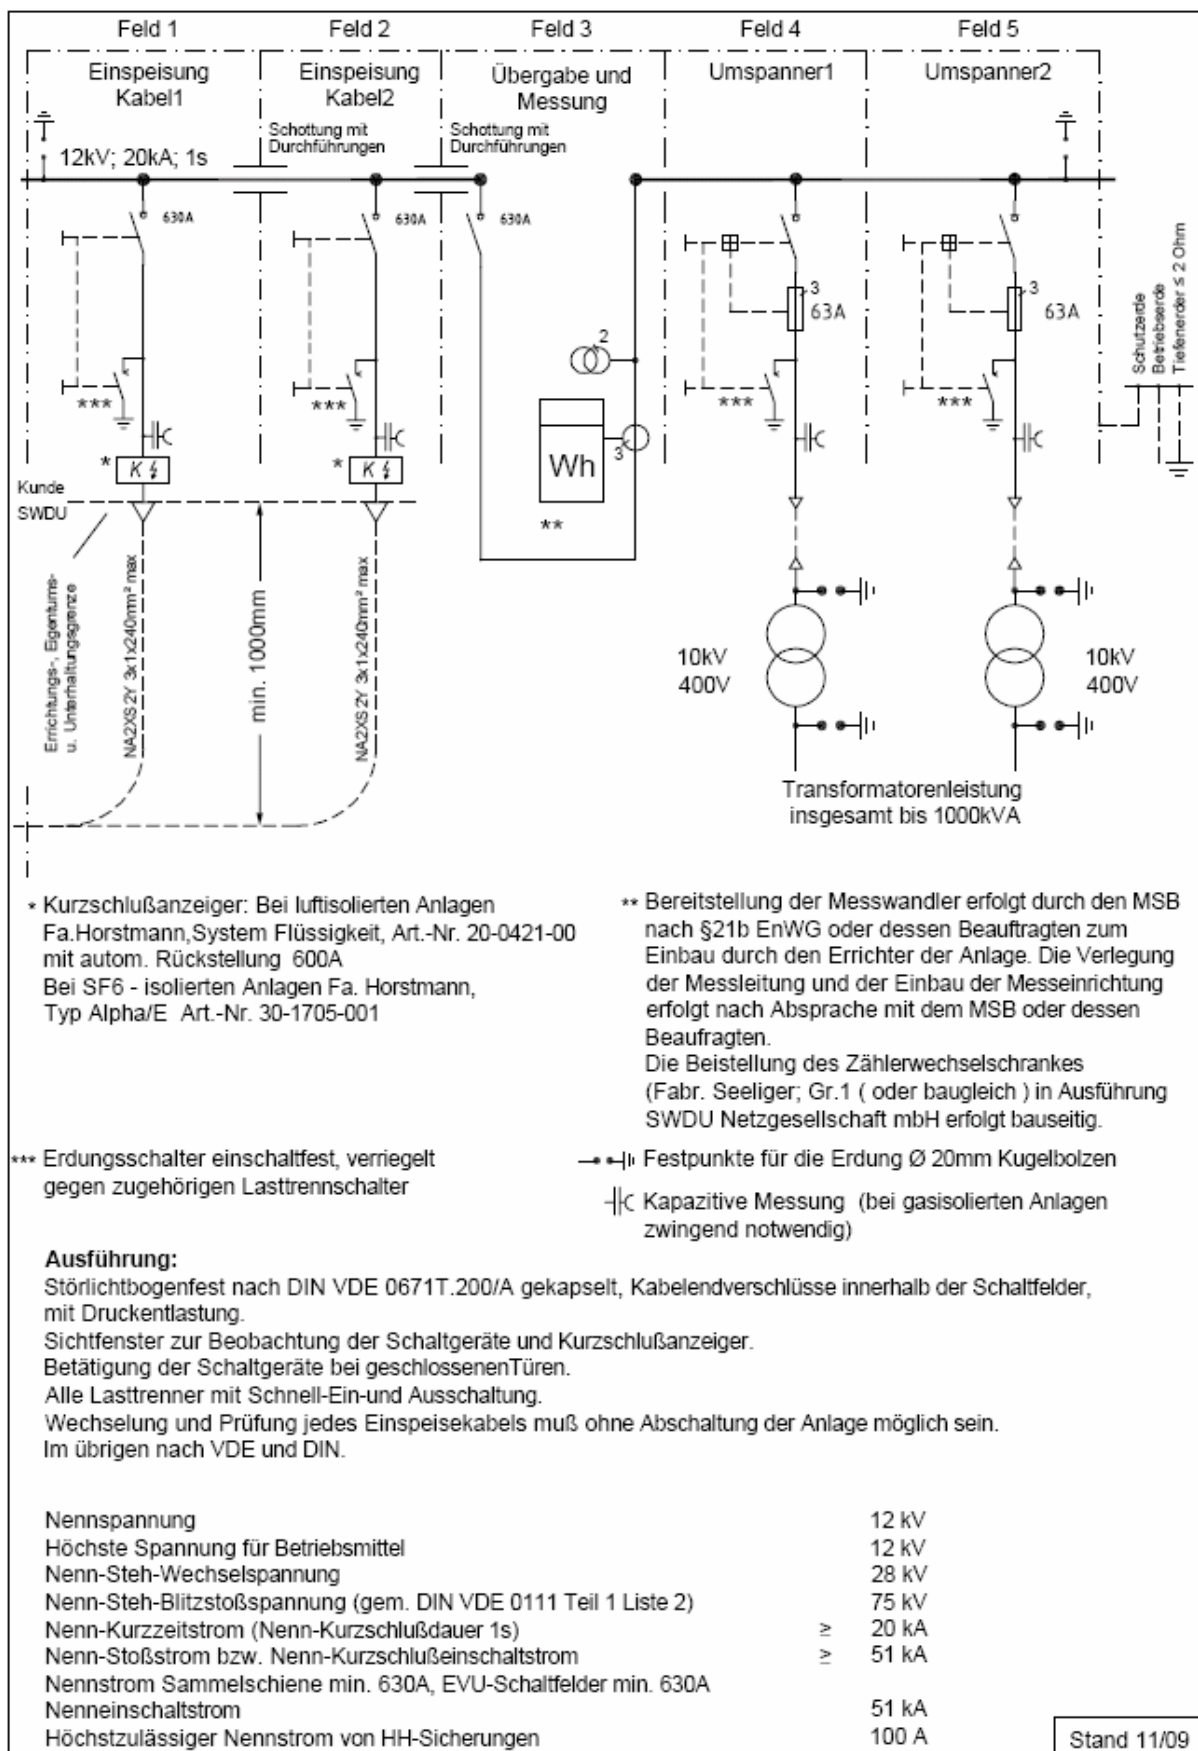 Feld 1
Feld 2
Feld 3
Feld 4
Feld 5
Einspeisung
Kabel1
Einspeisung
Kabel2
Übergabe und
Messung
Umspanner1
Umspanner2
Schottung mit
Durchführungen
Schottung mit
Durchführungen
12kV; 20kA; 1s
630A
630A
630A
3
63A
3
63A
Schutzerde
Betriebserde
Tiefenerder ≤ 2 Ohm
2
***
***
***
***
Wh
3
**
* K
* K
Kunde
SWDU
Errichtungs-, Eigentums-
u. Unterhaltungsgrenze
NA2XS2Y 3x1x240mm² max
min. 1000mm
NA2XS2Y 3x1x240mm² max
10kV
400V
10kV
400V
Transformatorenleistung
insgesamt bis 1000kVA
* Kurzschlußanzeiger: Bei luftisolierten Anlagen
Fa.Horstmann,System Flüssigkeit, Art.-Nr. 20-0421-00
mit autom. Rückstellung 600A
Bei SF6 - isolierten Anlagen Fa. Horstmann,
Typ Alpha/E Art.-Nr. 30-1705-001
** Bereitstellung der Messwandler erfolgt durch den MSB
nach §21b EnWG oder dessen Beauftragten zum
Einbau durch den Errichter der Anlage. Die Verlegung
der Messleitung und der Einbau der Messeinrichtung
erfolgt nach Absprache mit dem MSB oder dessen
Beaufragten.
Die Beistellung des Zählerwechselschrankes
(Fabr. Seeliger; Gr.1 ( oder baugleich ) in Ausführung
SWDU Netzgesellschaft mbH erfolgt bauseitig.
*** Erdungsschalter einschaltfest, verriegelt
gegen zugehörigen Lasttrennschalter
Festpunkte für die Erdung Ø 20mm Kugelbolzen
Kapazitive Messung (bei gasisolierten Anlagen
zwingend notwendig)
Ausführung:
Störlichtbogenfest nach DIN VDE 0671T.200/A gekapselt, Kabelendverschlüsse innerhalb der Schaltfelder,
mit Druckentlastung.
Sichtfenster zur Beobachtung der Schaltgeräte und Kurzschlußanzeiger.
Betätigung der Schaltgeräte bei geschlossenenTüren.
Alle Lasttrenner mit Schnell-Ein-und Ausschaltung.
Wechselung und Prüfung jedes Einspeisekabels muß ohne Abschaltung der Anlage möglich sein.
Im übrigen nach VDE und DIN.
Nennspannung 12 kV
Höchste Spannung für Betriebsmittel 12 kV
Nenn-Steh-Wechselspannung 28 kV
Nenn-Steh-Blitzstoßspannung (gem. DIN VDE 0111 Teil 1 Liste 2) 75 kV
Nenn-Kurzzeitstrom (Nenn-Kurzschlußdauer 1s) ≥ 20 kA
Nenn-Stoßstrom bzw. Nenn-Kurzschlußeinschaltstrom ≥ 51 kA
Nennstrom Sammelschiene min. 630A, EVU-Schaltfelder min. 630A
Nenneinschaltstrom 51 kA
Höchstzulässiger Nennstrom von HH-Sicherungen 100 A
Stand 11/09